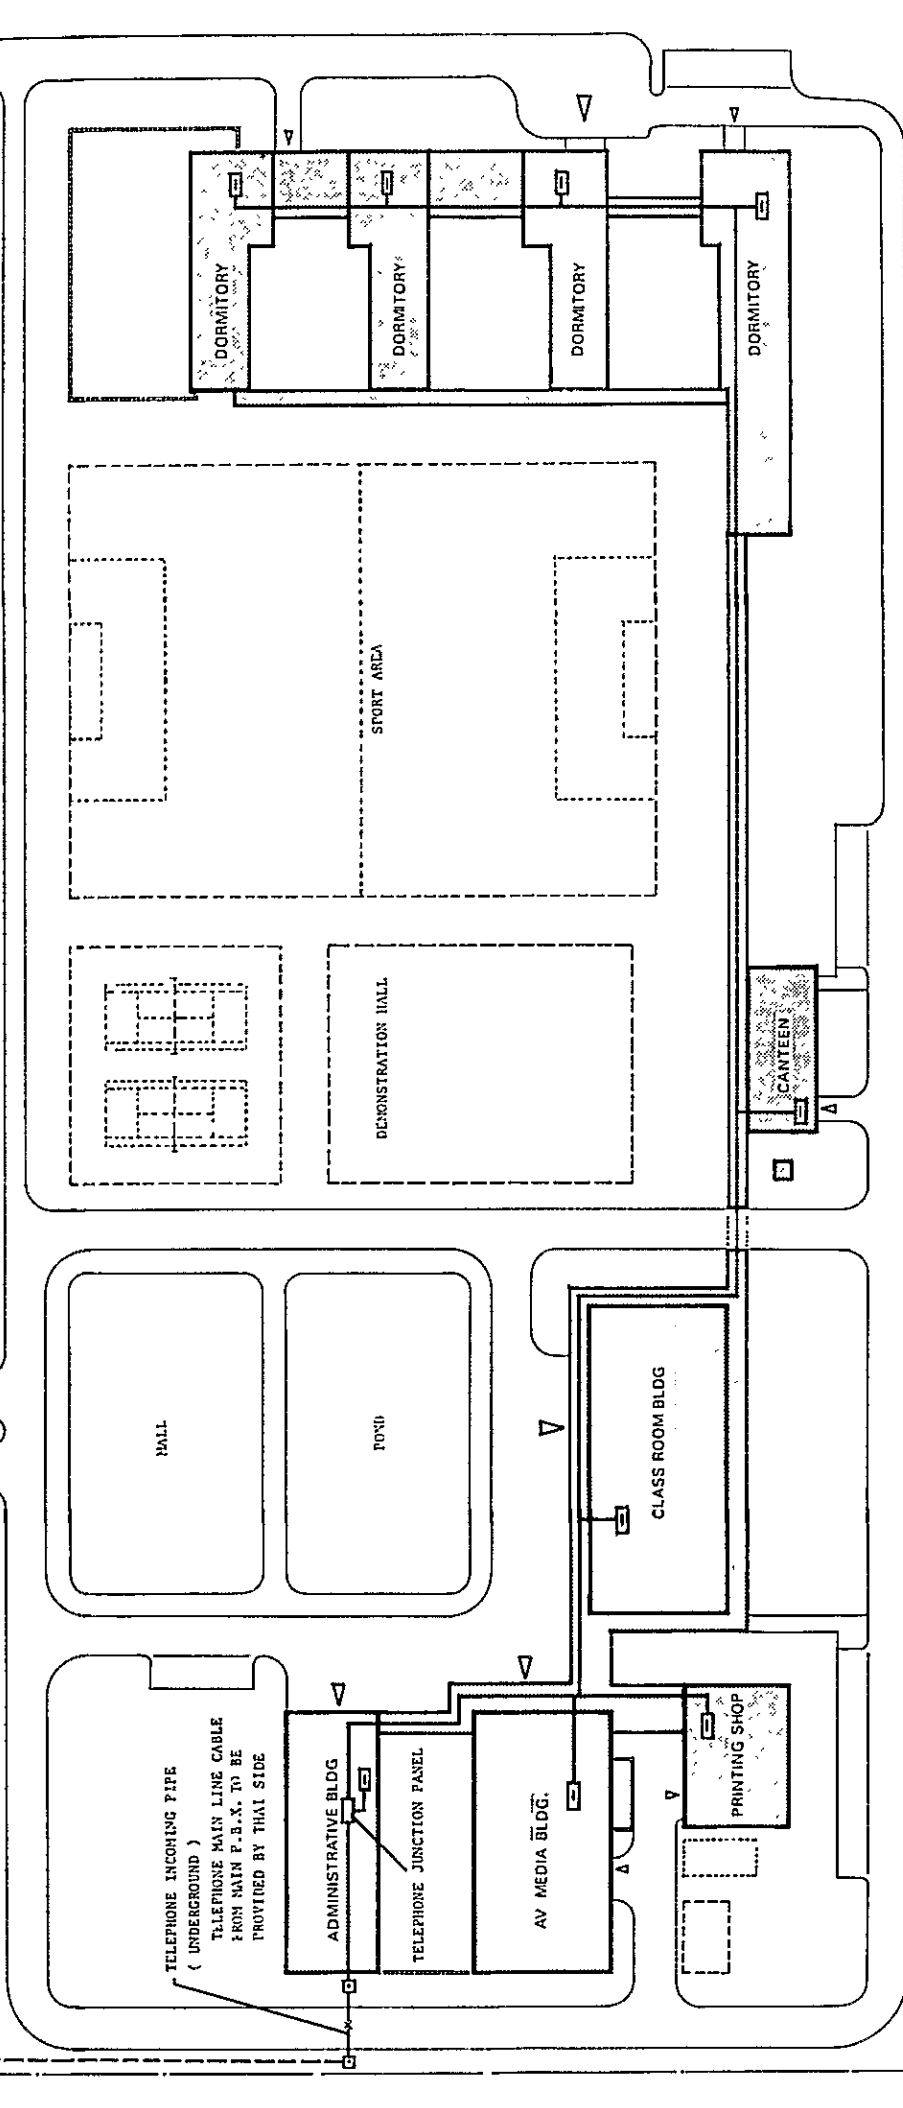 DORMITORY
DORMITORY
DORMITORY
DORMITORY
SPORT AREA
DEMONSTRATION HALL
CANTEEN
HALL
POND
CLASS ROOM BLDG
TELEPHONE INCOMING PIPE
( UNDERGROUND )
TELEPHONE MAIN LINE CABLE
FROM MAIN P.B.X. TO BE
PROVIDED BY THAI SIDE
ADMINISTRATIVE BLDG
TELEPHONE JUNCTION PANEL
AV MEDIA BLDG.
PRINTING SHOP